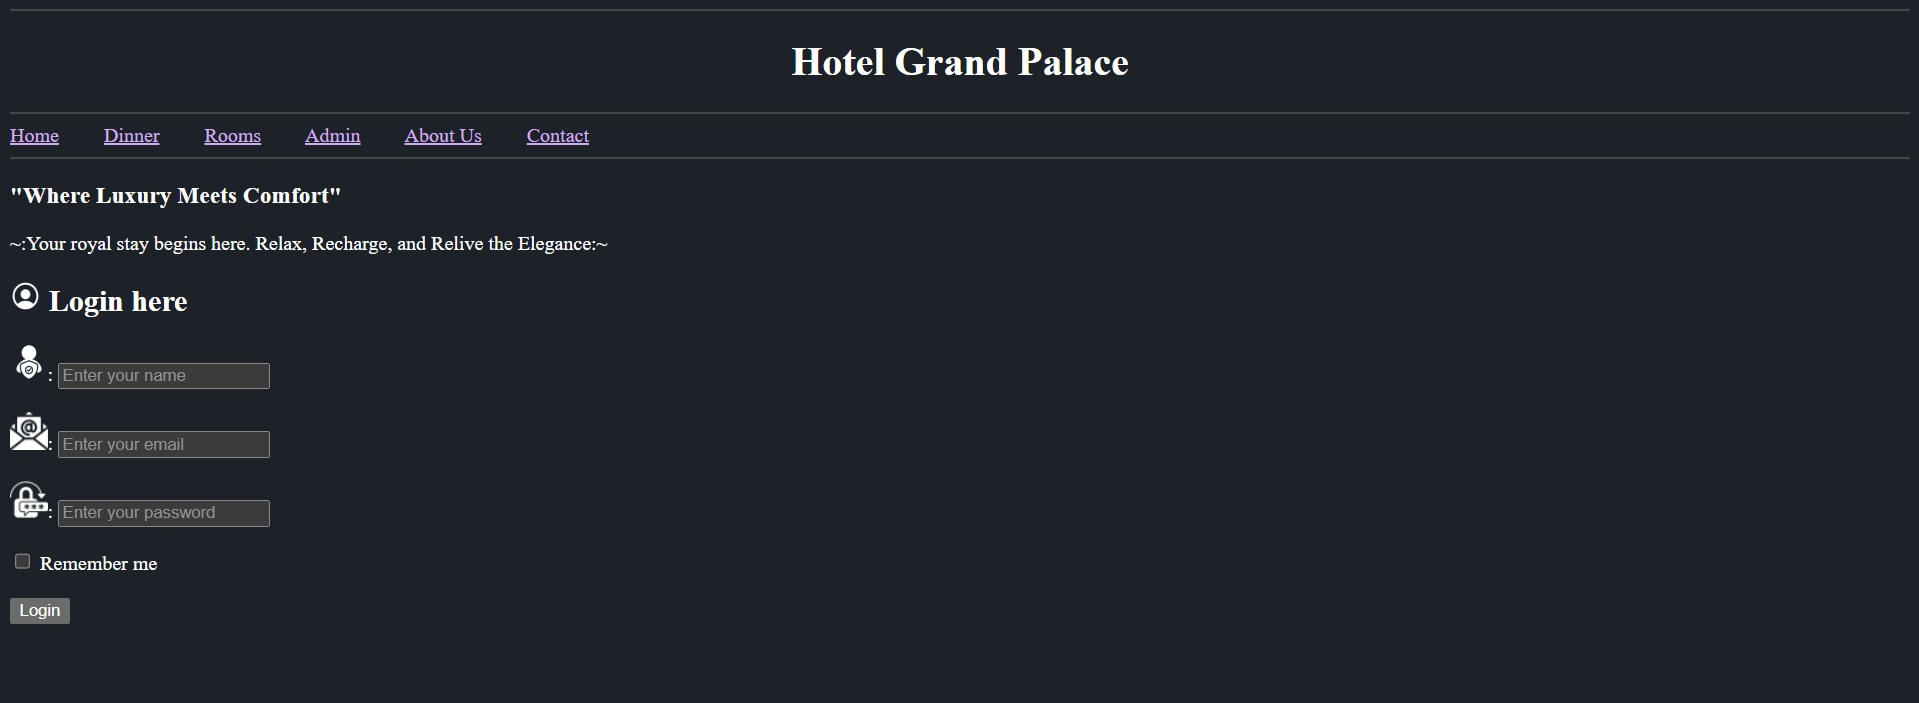 Hotel Grand Palace
Home Dinner Rooms Admin About Us Contact
"Where Luxury Meets Comfort"
~:Your royal stay begins here. Relax, Recharge, and Relive the Elegance:~
Login here
: Enter your name
@ : Enter your email
*** : Enter your password
Remember me
Login